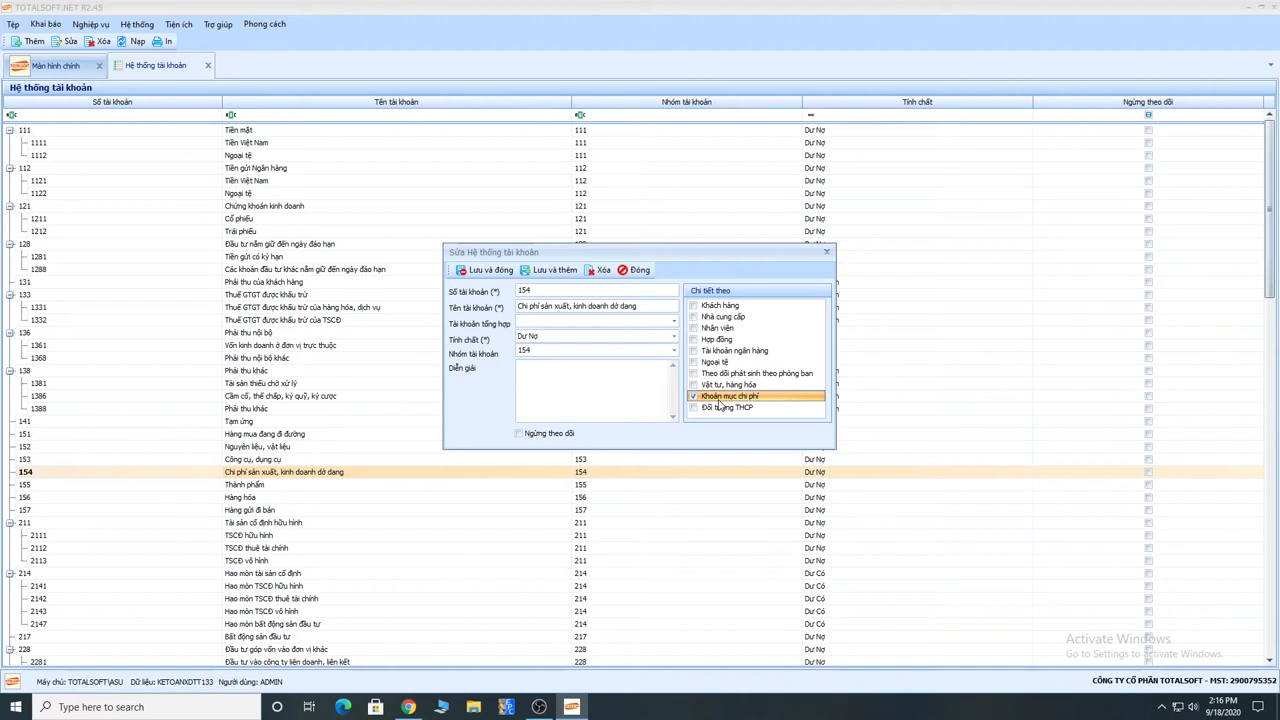 TOTALSOFT.NET R2.45
Tệp Khai báo Nghiệp vụ Hệ thống Tiện ích Trợ giúp Phong cách
Thêm Sửa Xóa Nạp In
Màn hình chính Hệ thống tài khoản
Hệ thống tài khoản
Số tài khoản Tên tài khoản Nhóm tài khoản Tính chất Ngừng theo dõi
111 Tiền mặt 111 Dư Nợ
1111 Tiền Việt Nam 111 Dư Nợ
1112 Ngoại tệ 111 Dư Nợ
112 Tiền gửi Ngân hàng 112 Dư Nợ
1121 Tiền Việt Nam 112 Dư Nợ
1122 Ngoại tệ 112 Dư Nợ
121 Chứng khoán kinh doanh 121 Dư Nợ
1211 Cổ phiếu 121 Dư Nợ
1212 Trái phiếu 121 Dư Nợ
128 Đầu tư nắm giữ đến ngày đáo hạn
1281 Tiền gửi có kỳ hạn
1288 Các khoản đầu tư khác nắm giữ đến ngày đáo hạn
131 Phải thu của khách hàng
133 Thuế GTGT được khấu trừ
1331 Thuế GTGT được khấu trừ của hàng hóa, dịch vụ
1332 Thuế GTGT được khấu trừ của TSCĐ
136 Phải thu nội bộ
1361 Vốn kinh doanh ở đơn vị trực thuộc
1368 Phải thu nội bộ khác
138 Phải thu khác
1381 Tài sản thiếu chờ xử lý
1386 Cầm cố, thế chấp, ký quỹ, ký cược
1388 Phải thu khác
141 Tạm ứng
151 Hàng mua đang đi đường
152 Nguyên liệu, vật liệu
153 Công cụ, dụng cụ 153 Dư Nợ
154 Chi phí sản xuất, kinh doanh dở dang 154 Dư Nợ
155 Thành phẩm 155 Dư Nợ
156 Hàng hóa 156 Dư Nợ
157 Hàng gửi đi bán 157 Dư Nợ
211 Tài sản cố định hữu hình 211 Dư Nợ
2111 TSCĐ hữu hình 211 Dư Nợ
2112 TSCĐ thuê tài chính 211 Dư Nợ
2113 TSCĐ vô hình 211 Dư Nợ
214 Hao mòn tài sản cố định 214 Dư Có
2141 Hao mòn TSCĐ hữu hình 214 Dư Có
2142 Hao mòn TSCĐ thuê tài chính 214 Dư Có
2143 Hao mòn TSCĐ vô hình 214 Dư Có
2147 Hao mòn bất động sản đầu tư 214 Dư Có
217 Bất động sản đầu tư 217 Dư Nợ
228 Đầu tư góp vốn vào đơn vị khác 228 Dư Nợ
2281 Đầu tư vào công ty liên doanh, liên kết 228 Dư Nợ
Sửa Hệ thống tài khoản
Lưu và đóng Lưu và thêm Xóa Đóng
Số tài khoản (*) 154
Tên tài khoản (*) Chi phí sản xuất, kinh doanh dở dang
Tài khoản tổng hợp
Tính chất (*) Dư Nợ
Nhóm tài khoản 154
Diễn giải
Ngừng theo dõi
Chi tiết theo
Khách hàng
Nhà cung cấp
Nhân viên
Hợp đồng
Tài khoản ngân hàng
Ngoại tệ
Theo dõi phát sinh theo phòng ban
Vật tư, hàng hóa
Khoản mục chi phí
Đối tượng THCP
Activate Windows
Go to Settings to activate Windows.
Máy chủ: TOTALSOFT\ASU Dữ liệu: KETOANXDTT133 Người dùng: ADMIN CÔNG TY CỔ PHẦN TOTALSOFT - MST: 2900795352
Type here to search
2:16 PM
9/18/2020